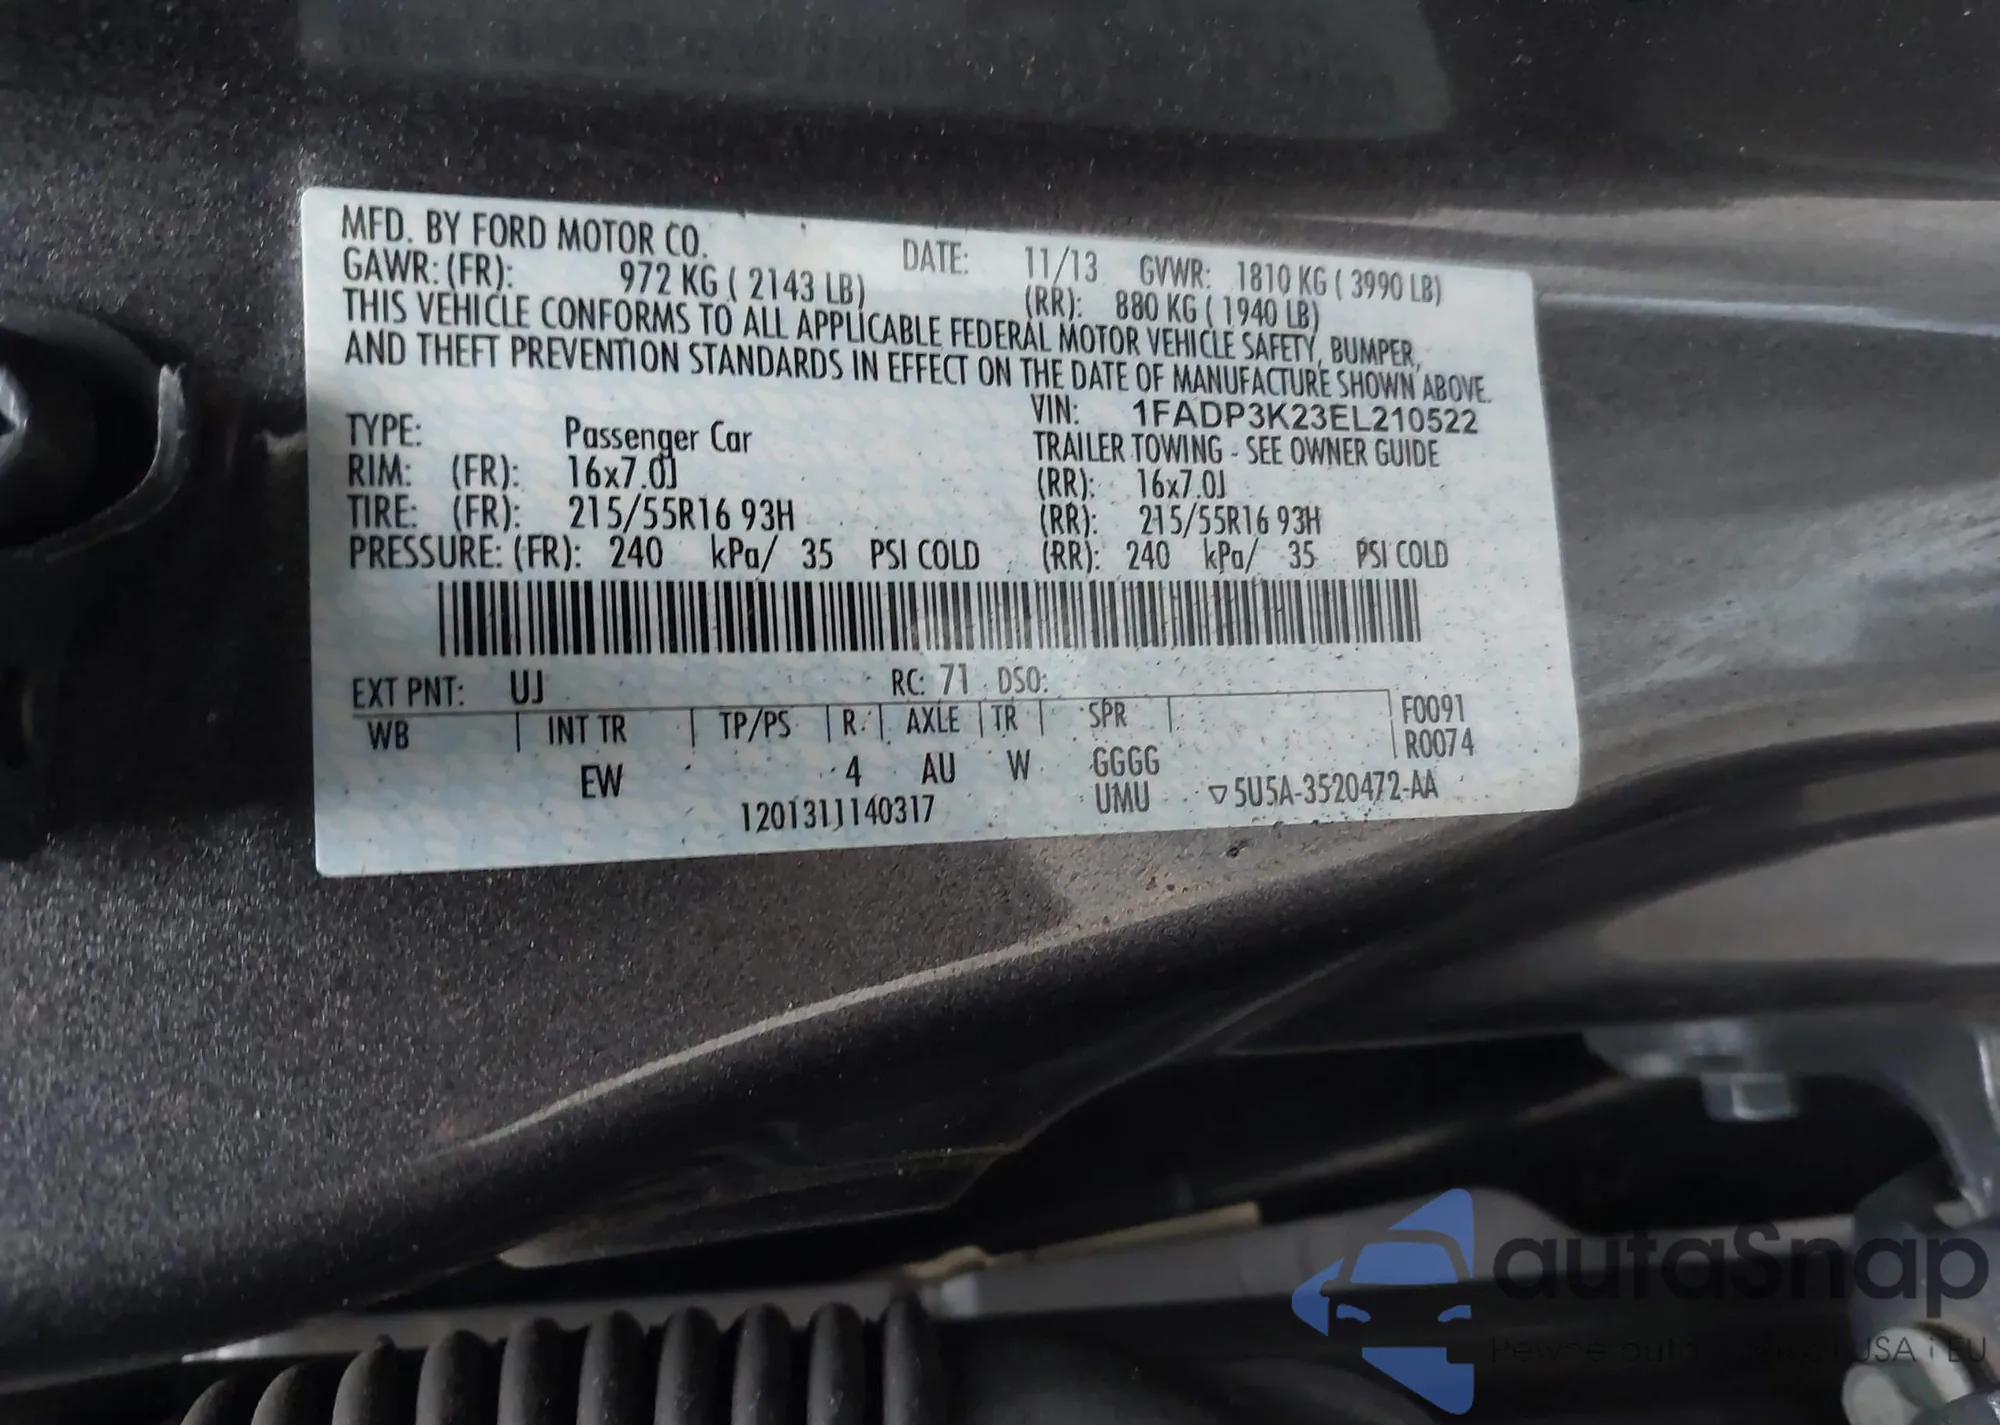 MFD. BY FORD MOTOR CO. DATE: 11/13 GVWR: 1810 KG ( 3990 LB)
GAWR: (FR): 972 KG ( 2143 LB) (RR): 880 KG ( 1940 LB)
THIS VEHICLE CONFORMS TO ALL APPLICABLE FEDERAL MOTOR VEHICLE SAFETY, BUMPER,
AND THEFT PREVENTION STANDARDS IN EFFECT ON THE DATE OF MANUFACTURE SHOWN ABOVE.
VIN: 1FADP3K23EL210522
TYPE: Passenger Car TRAILER TOWING - SEE OWNER GUIDE
RIM: (FR): 16x7.0J (RR): 16x7.0J
TIRE: (FR): 215/55R16 93H (RR): 215/55R16 93H
PRESSURE: (FR): 240 kPa/ 35 PSI COLD (RR): 240 kPa/ 35 PSI COLD
EXT PNT: UJ RC: 71 DSO:
WB | INT TR | TP/PS | R | AXLE | TR | SPR | F0091
R0074
EW 4 AU W GGGG
UMU ▽5U5A-3520472-AA
120131J140317
autaSnap
USA i EU